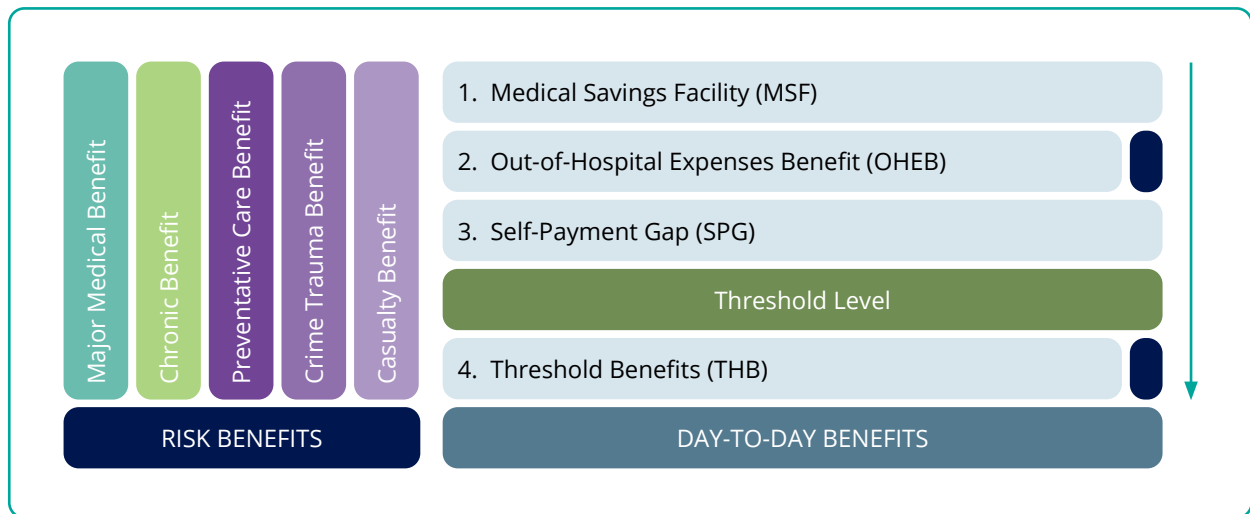 Major Medical Benefit
Chronic Benefit
Preventative Care Benefit
Crime Trauma Benefit
Casualty Benefit
RISK BENEFITS
1. Medical Savings Facility (MSF)
2. Out-of-Hospital Expenses Benefit (OHEB)
3. Self-Payment Gap (SPG)
Threshold Level
4. Threshold Benefits (THB)
DAY-TO-DAY BENEFITS